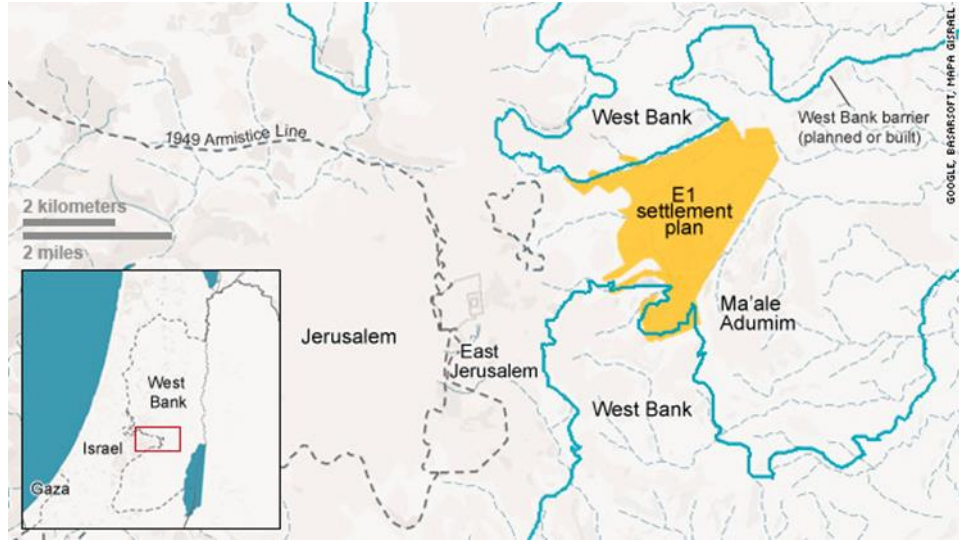 GOOGLE, BASARSOFT, MAPA GISRAEL
West Bank
West Bank barrier
(planned or built)
1949 Armistice Line
E1
settlement
plan
2 kilometers
2 miles
Jerusalem
East
Jerusalem
Ma'ale
Adumim
West Bank
West
Bank
Israel
Gaza